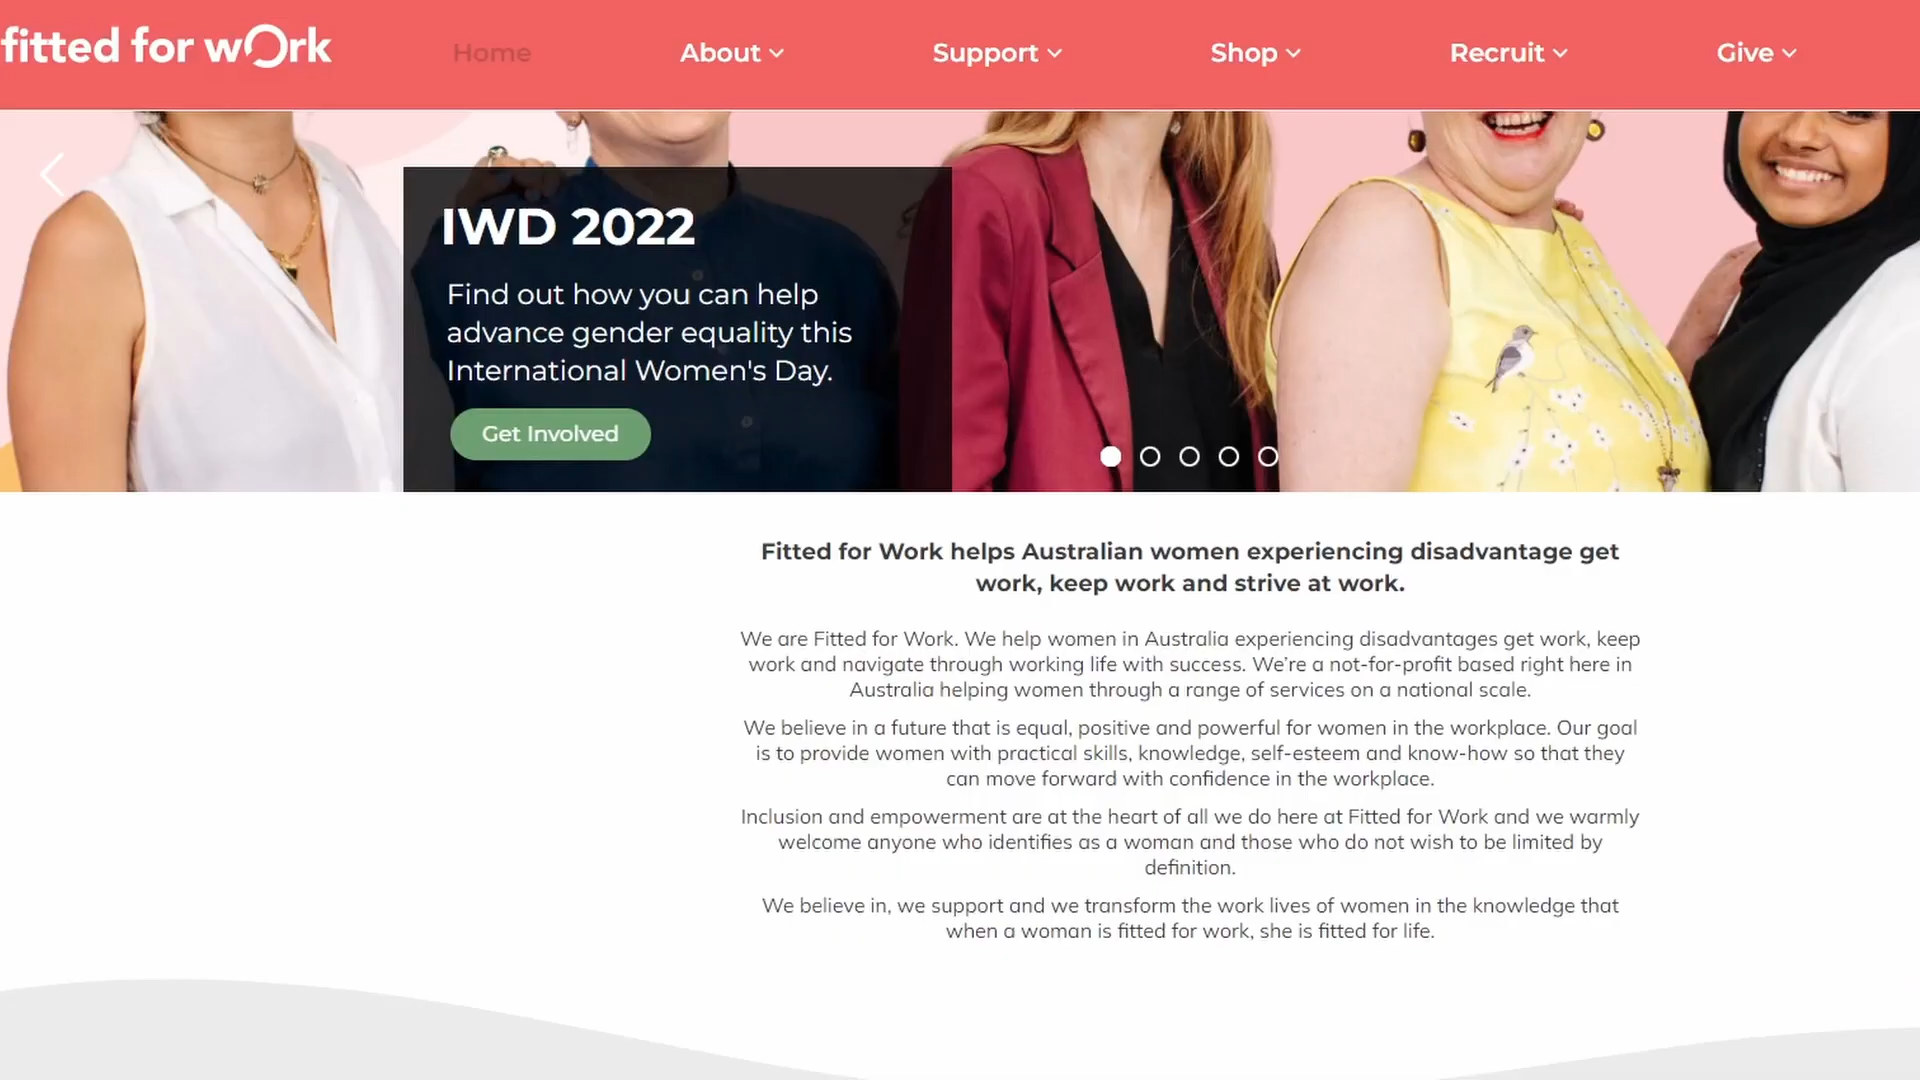 fitted for work
Home
About
Support
Shop
Recruit
Give
IWD 2022
Find out how you can help
advance gender equality this
International Women's Day.
Get Involved
Fitted for Work helps Australian women experiencing disadvantage get
work, keep work and strive at work.
We are Fitted for Work. We help women in Australia experiencing disadvantages get work, keep
work and navigate through working life with success. We’re a not-for-profit based right here in
Australia helping women through a range of services on a national scale.
We believe in a future that is equal, positive and powerful for women in the workplace. Our goal
is to provide women with practical skills, knowledge, self-esteem and know-how so that they
can move forward with confidence in the workplace.
Inclusion and empowerment are at the heart of all we do here at Fitted for Work and we warmly
welcome anyone who identifies as a woman and those who do not wish to be limited by
definition.
We believe in, we support and we transform the work lives of women in the knowledge that
when a woman is fitted for work, she is fitted for life.